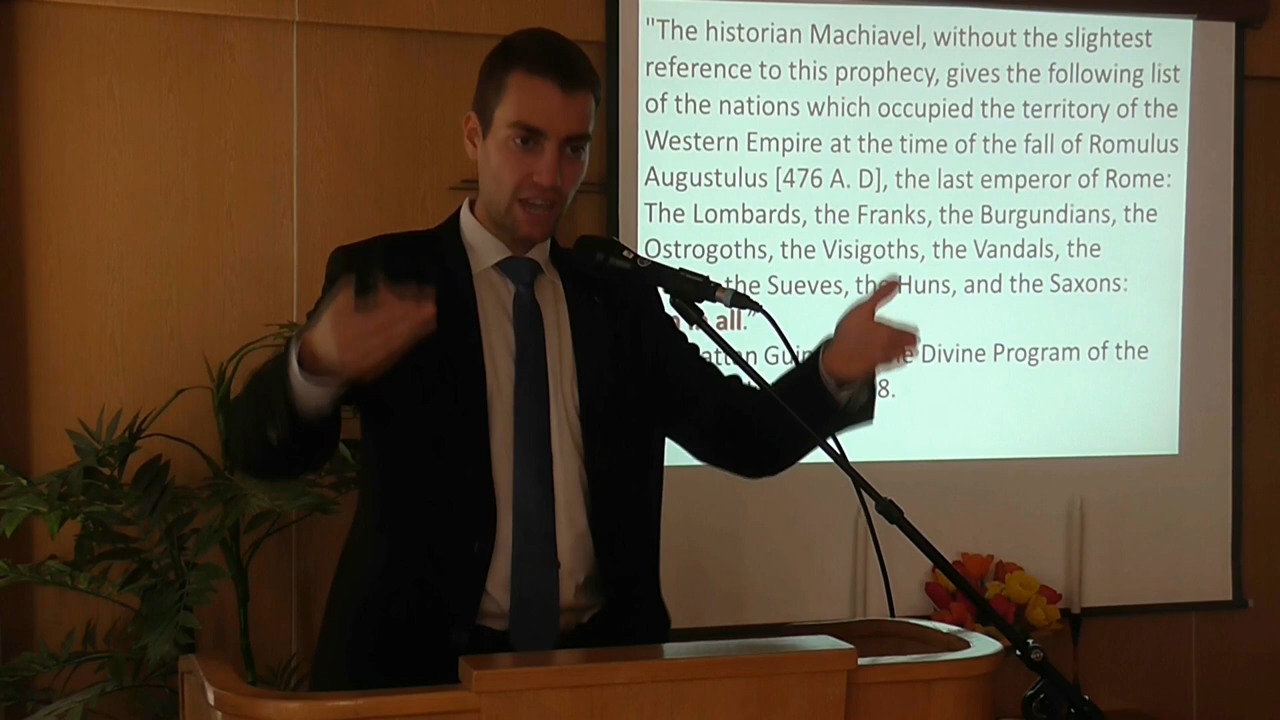 "The historian Machiavel, without the slightest
reference to this prophecy, gives the following list
of the nations which occupied the territory of the
Western Empire at the time of the fall of Romulus
Augustulus [476 A. D], the last emperor of Rome:
The Lombards, the Franks, the Burgundians, the
Ostrogoths, the Visigoths, the Vandals, the
the Sueves, the Huns, and the Saxons:
all."
Divine Program of the
8.